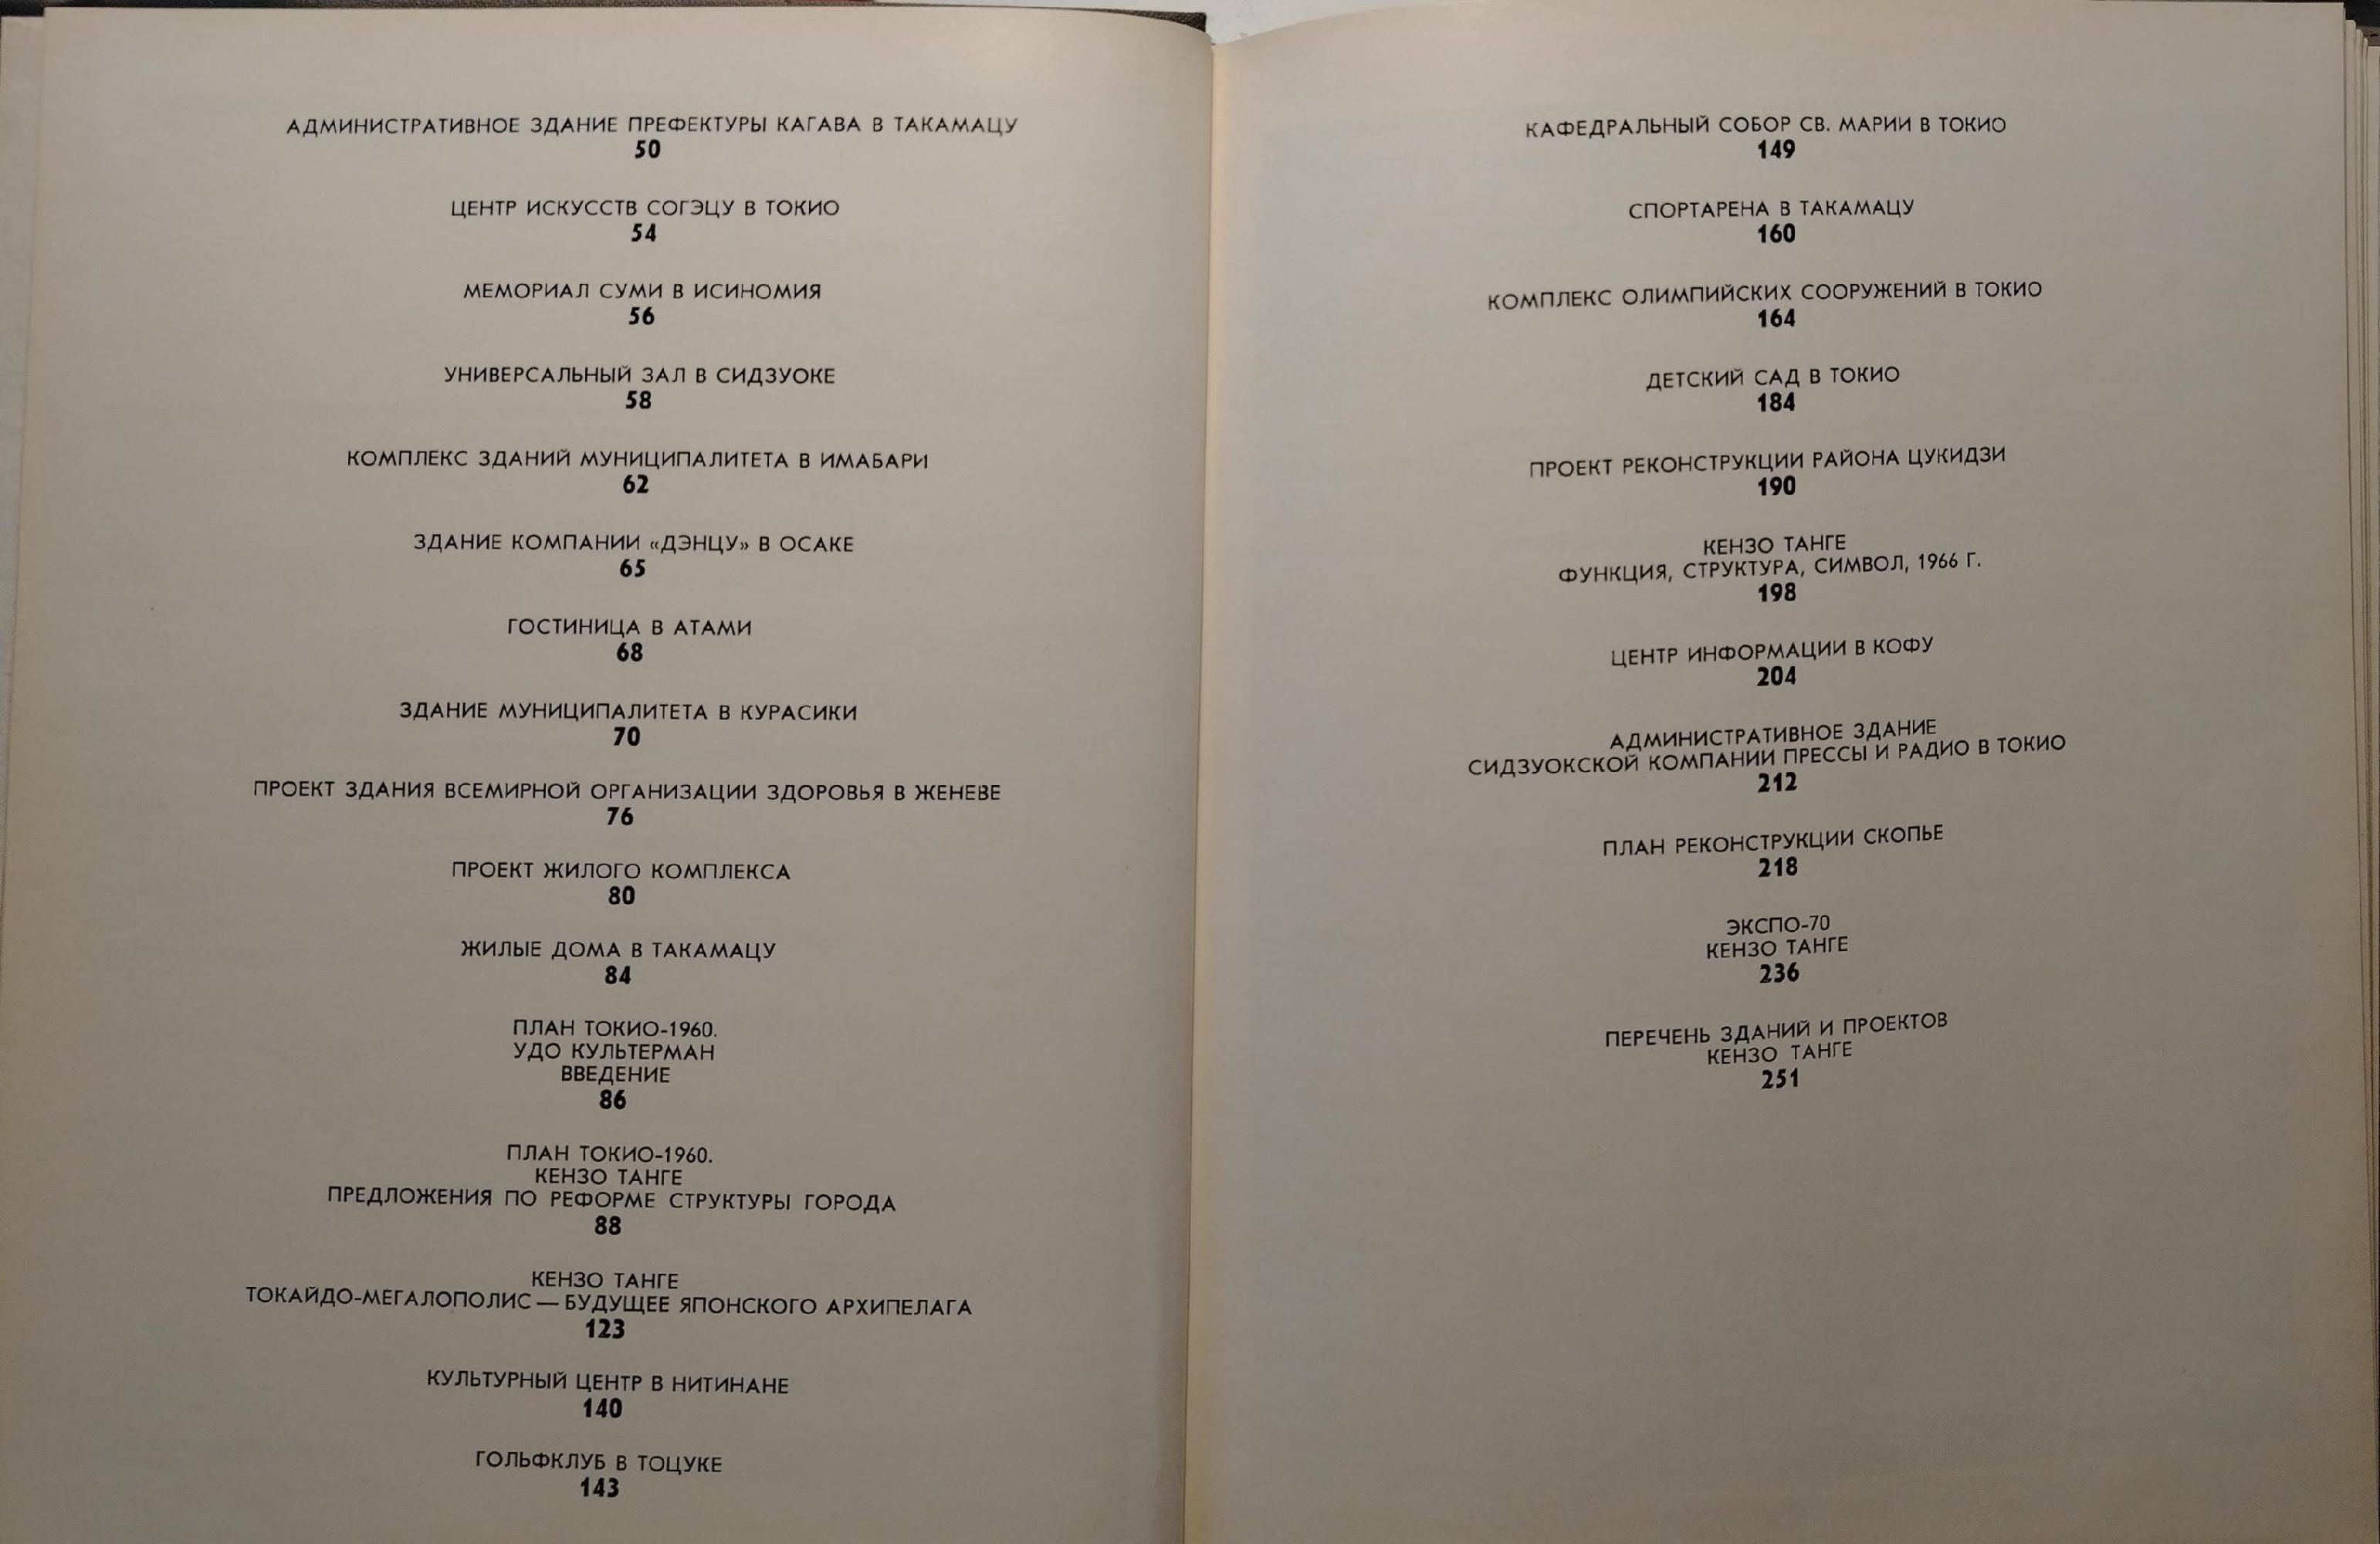 АДМИНИСТРАТИВНОЕ ЗДАНИЕ ПРЕФЕКТУРЫ КАГАВА В ТАКАМАЦУ
50
ЦЕНТР ИСКУССТВ СОГЭЦУ В ТОКИО
54
МЕМОРИАЛ СУМИ В ИСИНОМИЯ
56
УНИВЕРСАЛЬНЫЙ ЗАЛ В СИДЗУОКЕ
58
КОМПЛЕКС ЗДАНИЙ МУНИЦИПАЛИТЕТА В ИМАБАРИ
62
ЗДАНИЕ КОМПАНИИ «ДЭНЦУ» В ОСАКЕ
65
ГОСТИНИЦА В АТАМИ
68
ЗДАНИЕ МУНИЦИПАЛИТЕТА В КУРАСИКИ
70
ПРОЕКТ ЗДАНИЯ ВСЕМИРНОЙ ОРГАНИЗАЦИИ ЗДОРОВЬЯ В ЖЕНЕВЕ
76
ПРОЕКТ ЖИЛОГО КОМПЛЕКСА
80
ЖИЛЫЕ ДОМА В ТАКАМАЦУ
84
ПЛАН ТОКИО-1960.
УДО КУЛЬТЕРМАН
ВВЕДЕНИЕ
86
ПЛАН ТОКИО-1960.
КЕНЗО ТАНГЕ
ПРЕДЛОЖЕНИЯ ПО РЕФОРМЕ СТРУКТУРЫ ГОРОДА
88
КЕНЗО ТАНГЕ
ТОКАЙДО-МЕГАЛОПОЛИС — БУДУЩЕЕ ЯПОНСКОГО АРХИПЕЛАГА
123
КУЛЬТУРНЫЙ ЦЕНТР В НИТИНАНЕ
140
ГОЛЬФКЛУБ В ТОЦУКЕ
143
КАФЕДРАЛЬНЫЙ СОБОР СВ. МАРИИ В ТОКИО
149
СПОРТАРЕНА В ТАКАМАЦУ
160
КОМПЛЕКС ОЛИМПИЙСКИХ СООРУЖЕНИЙ В ТОКИО
164
ДЕТСКИЙ САД В ТОКИО
184
ПРОЕКТ РЕКОНСТРУКЦИИ РАЙОНА ЦУКИДЗИ
190
КЕНЗО ТАНГЕ
ФУНКЦИЯ, СТРУКТУРА, СИМВОЛ, 1966 Г.
198
ЦЕНТР ИНФОРМАЦИИ В КОФУ
204
АДМИНИСТРАТИВНОЕ ЗДАНИЕ
СИДЗУОКСКОЙ КОМПАНИИ ПРЕССЫ И РАДИО В ТОКИО
212
ПЛАН РЕКОНСТРУКЦИИ СКОПЬЕ
218
ЭКСПО-70
КЕНЗО ТАНГЕ
236
ПЕРЕЧЕНЬ ЗДАНИЙ И ПРОЕКТОВ
КЕНЗО ТАНГЕ
251